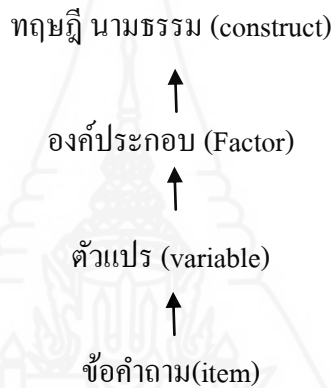 ทฤษฎี นามธรรม (construct)
องค์ประกอบ (Factor)
ตัวแปร (variable)
ข้อคำถาม(item)